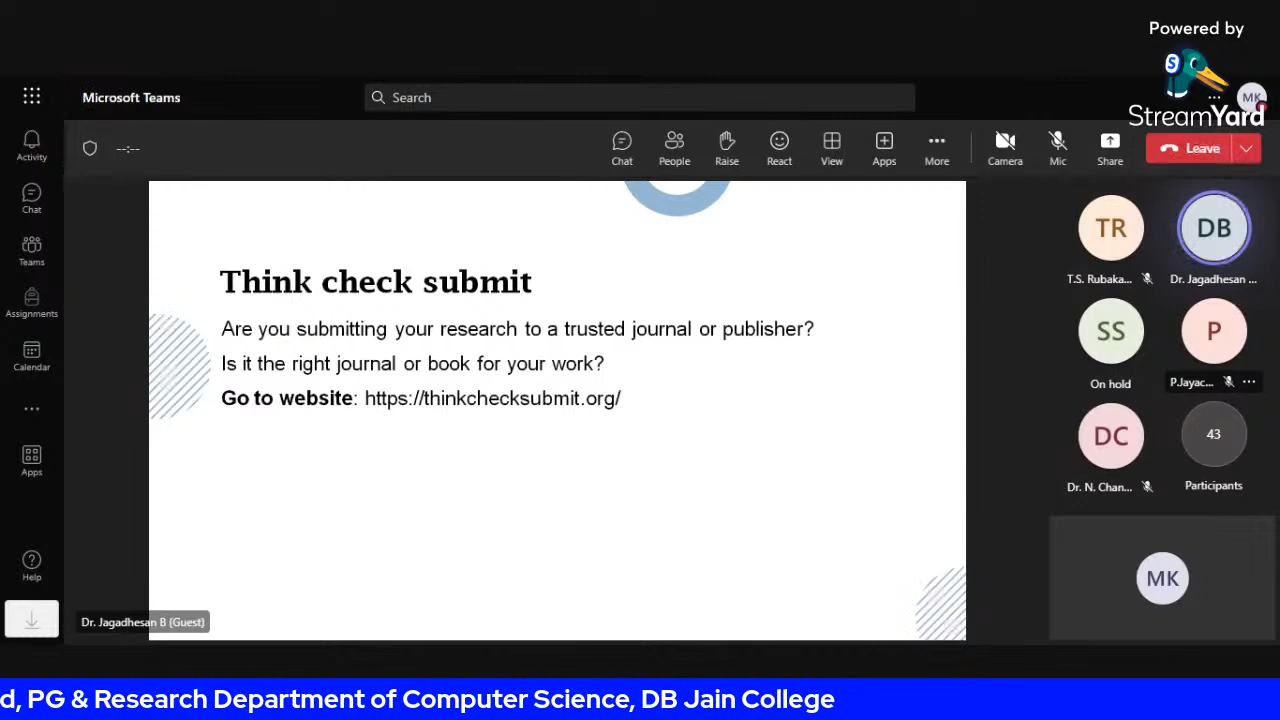 Powered by
StreamYard
Microsoft Teams
Search
MK
--:--
Chat
People
Raise
React
View
Apps
More
Camera
Mic
Share
Leave
Activity
Chat
Teams
Assignments
Calendar
Apps
Help
Think check submit
Are you submitting your research to a trusted journal or publisher?
Is it the right journal or book for your work?
Go to website: https://thinkchecksubmit.org/
Dr. Jagadhesan B (Guest)
TR
DB
T.S. Rubaka...
Dr. Jagadhesan ...
SS
P
On hold
P.Jayac...
DC
43
Dr. N. Chan...
Participants
MK
d, PG & Research Department of Computer Science, DB Jain College